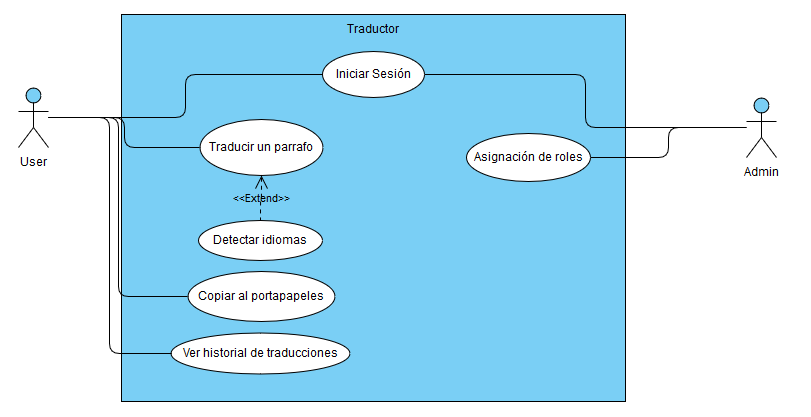 Traductor
Iniciar Sesión
User
Traducir un parrafo
Asignación de roles
Admin
<<Extend>>
Detectar idiomas
Copiar al portapapeles
Ver historial de traducciones